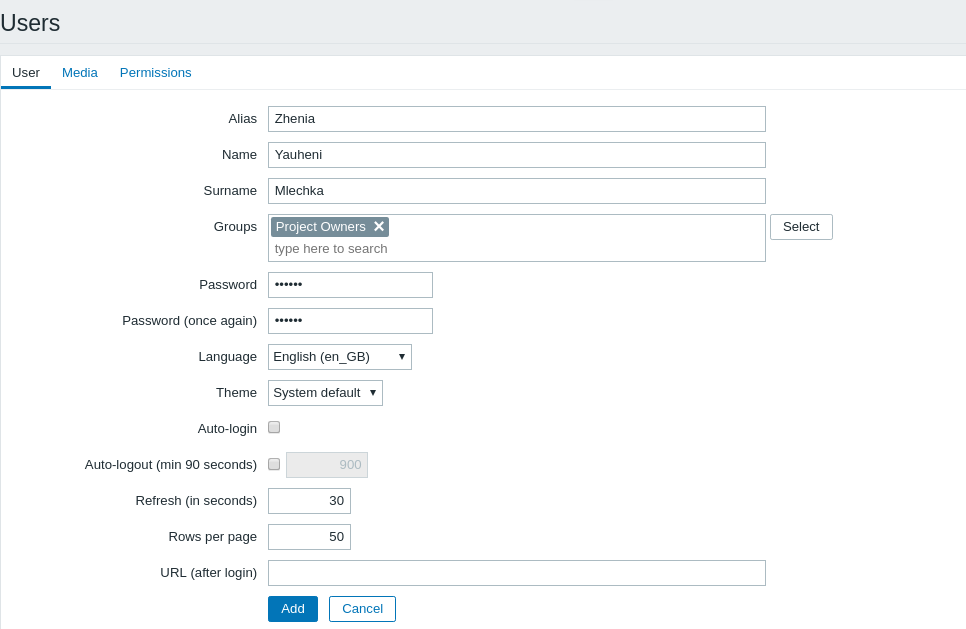 Users
User Media Permissions
Alias Zhenia
Name Yauheni
Surname Mlechka
Groups Project Owners ✕ Select
type here to search
Password ••••••
Password (once again) ••••••
Language English (en_GB) ▼
Theme System default ▼
Auto-login
Auto-logout (min 90 seconds) 900
Refresh (in seconds) 30
Rows per page 50
URL (after login)
Add Cancel